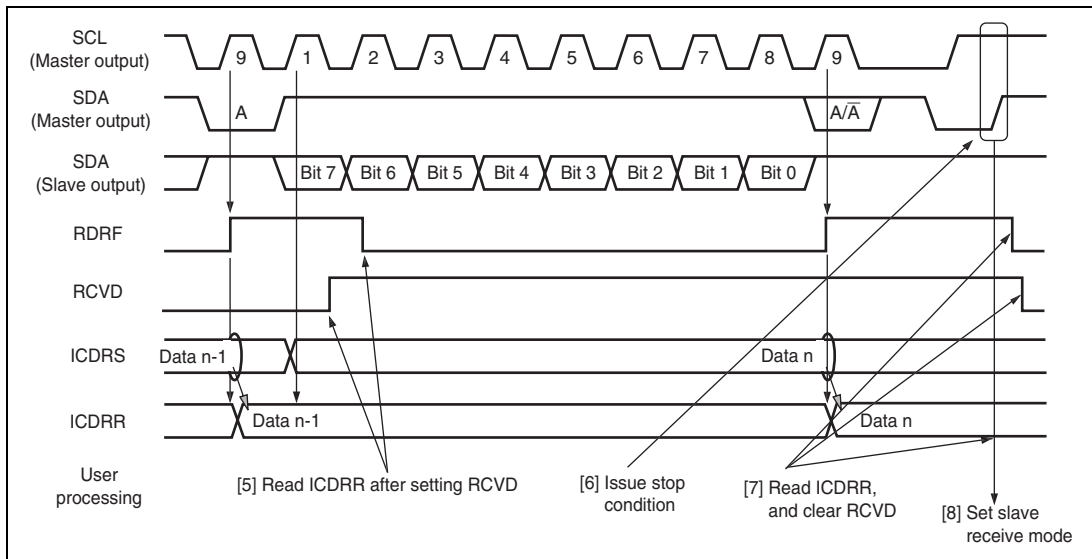 SCL
(Master output)
9 1 2 3 4 5 6 7 8 9
SDA
(Master output)
A A/A̅
SDA
(Slave output)
Bit 7 Bit 6 Bit 5 Bit 4 Bit 3 Bit 2 Bit 1 Bit 0
RDRF
RCVD
ICDRS
Data n-1 Data n
ICDRR
Data n-1 Data n
User
processing
[5] Read ICDRR after setting RCVD
[6] Issue stop
condition
[7] Read ICDRR,
and clear RCVD
[8] Set slave
receive mode